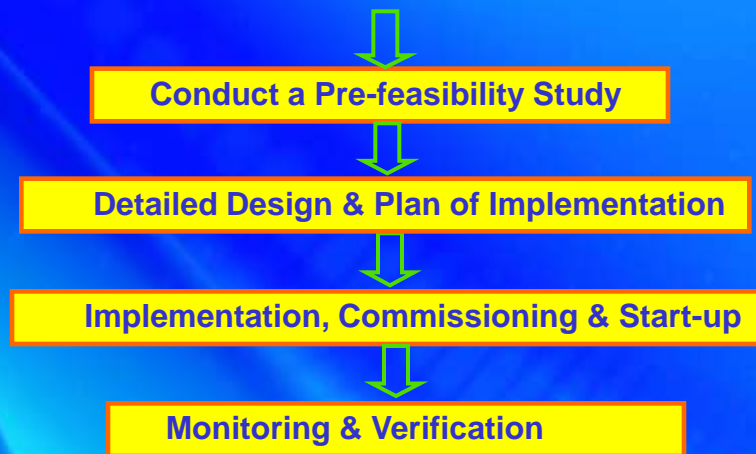 Conduct a Pre-feasibility Study
Detailed Design & Plan of Implementation
Implementation, Commissioning & Start-up
Monitoring & Verification